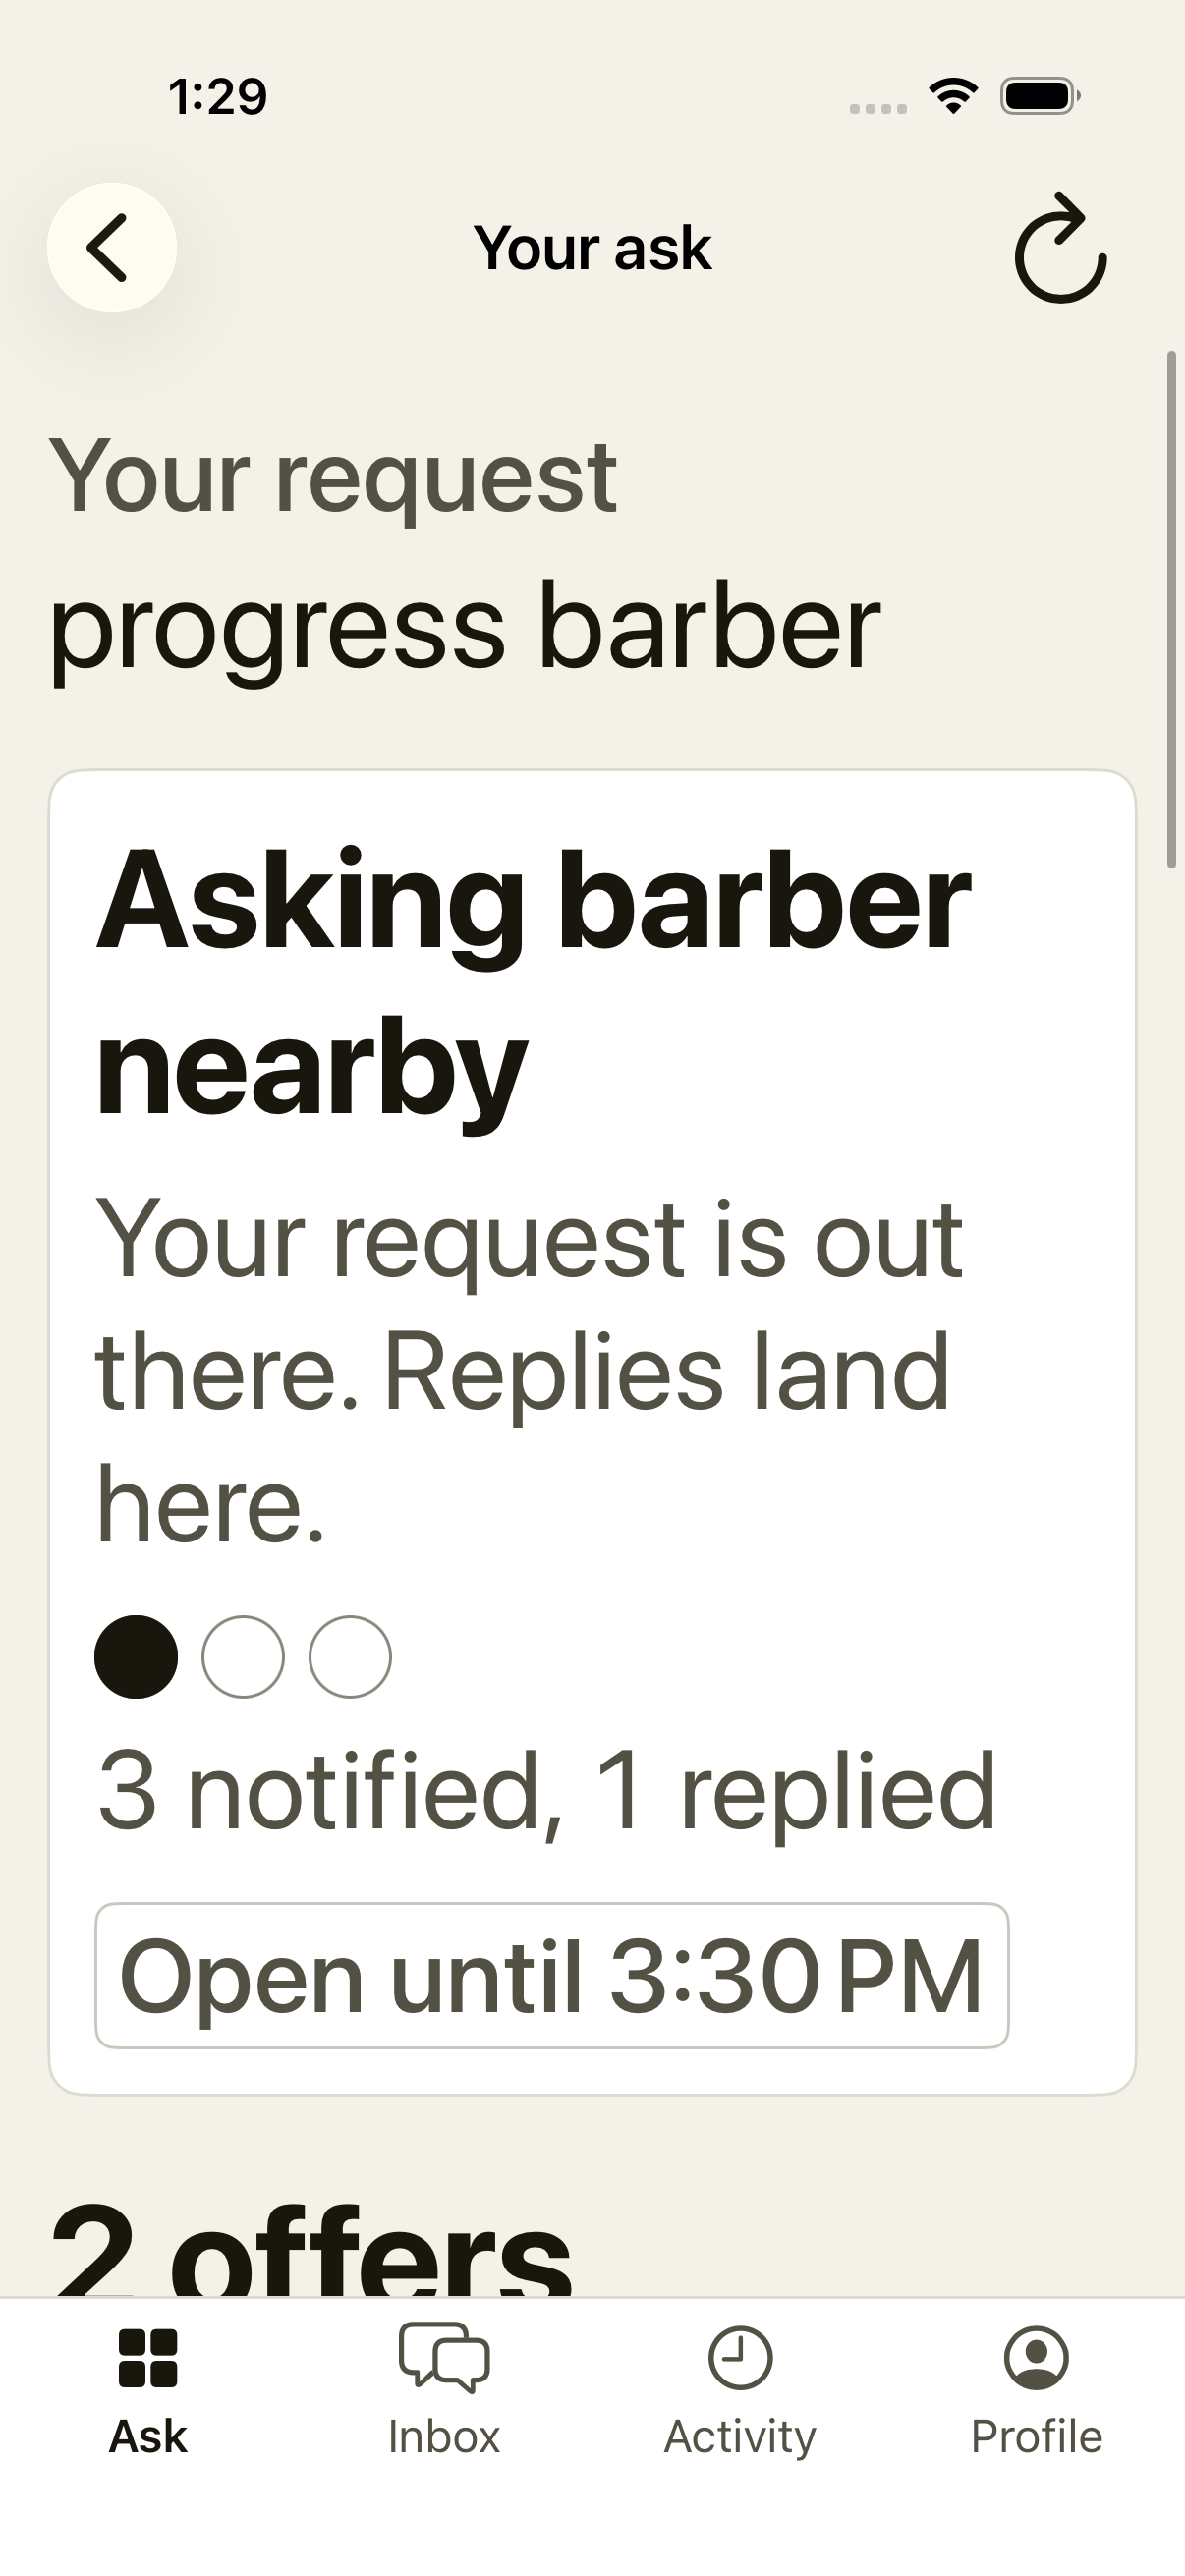 1:29
Your ask
Your request
progress barber
Asking barber
nearby
Your request is out
there. Replies land
here.
3 notified, 1 replied
Open until 3:30 PM
2 offers
Ask
Inbox
Activity
Profile